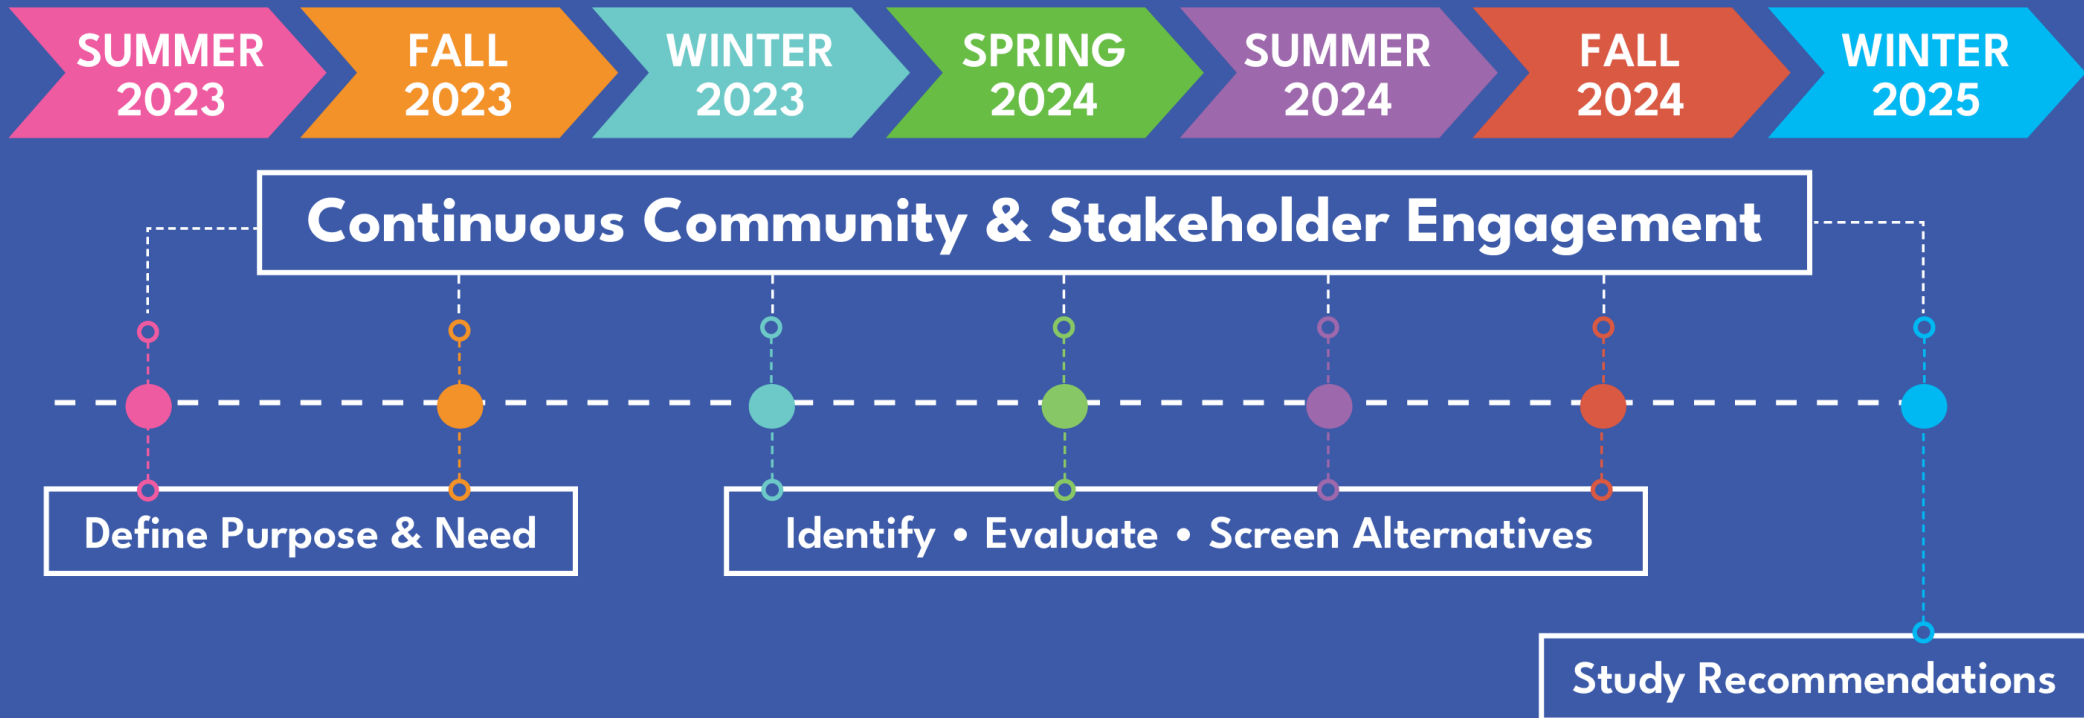 SUMMER
2023
FALL
2023
WINTER
2023
SPRING
2024
SUMMER
2024
FALL
2024
WINTER
2025
Continuous Community & Stakeholder Engagement
Define Purpose & Need
Identify • Evaluate • Screen Alternatives
Study Recommendations